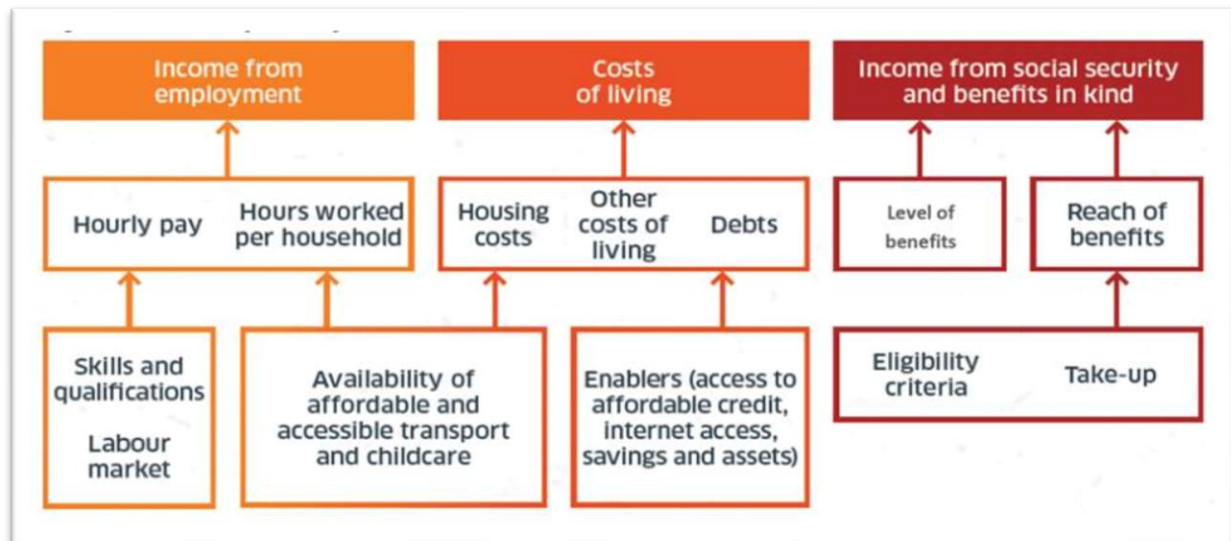 Income from
employment
Costs
of living
Income from social security
and benefits in kind
Hourly pay
Hours worked
per household
Housing
costs
Other
costs of
living
Debts
Level of
benefits
Reach of
benefits
Skills and
qualifications
Labour
market
Availability of
affordable and
accessible transport
and childcare
Enablers (access to
affordable credit,
internet access,
savings and assets)
Eligibility
criteria
Take-up